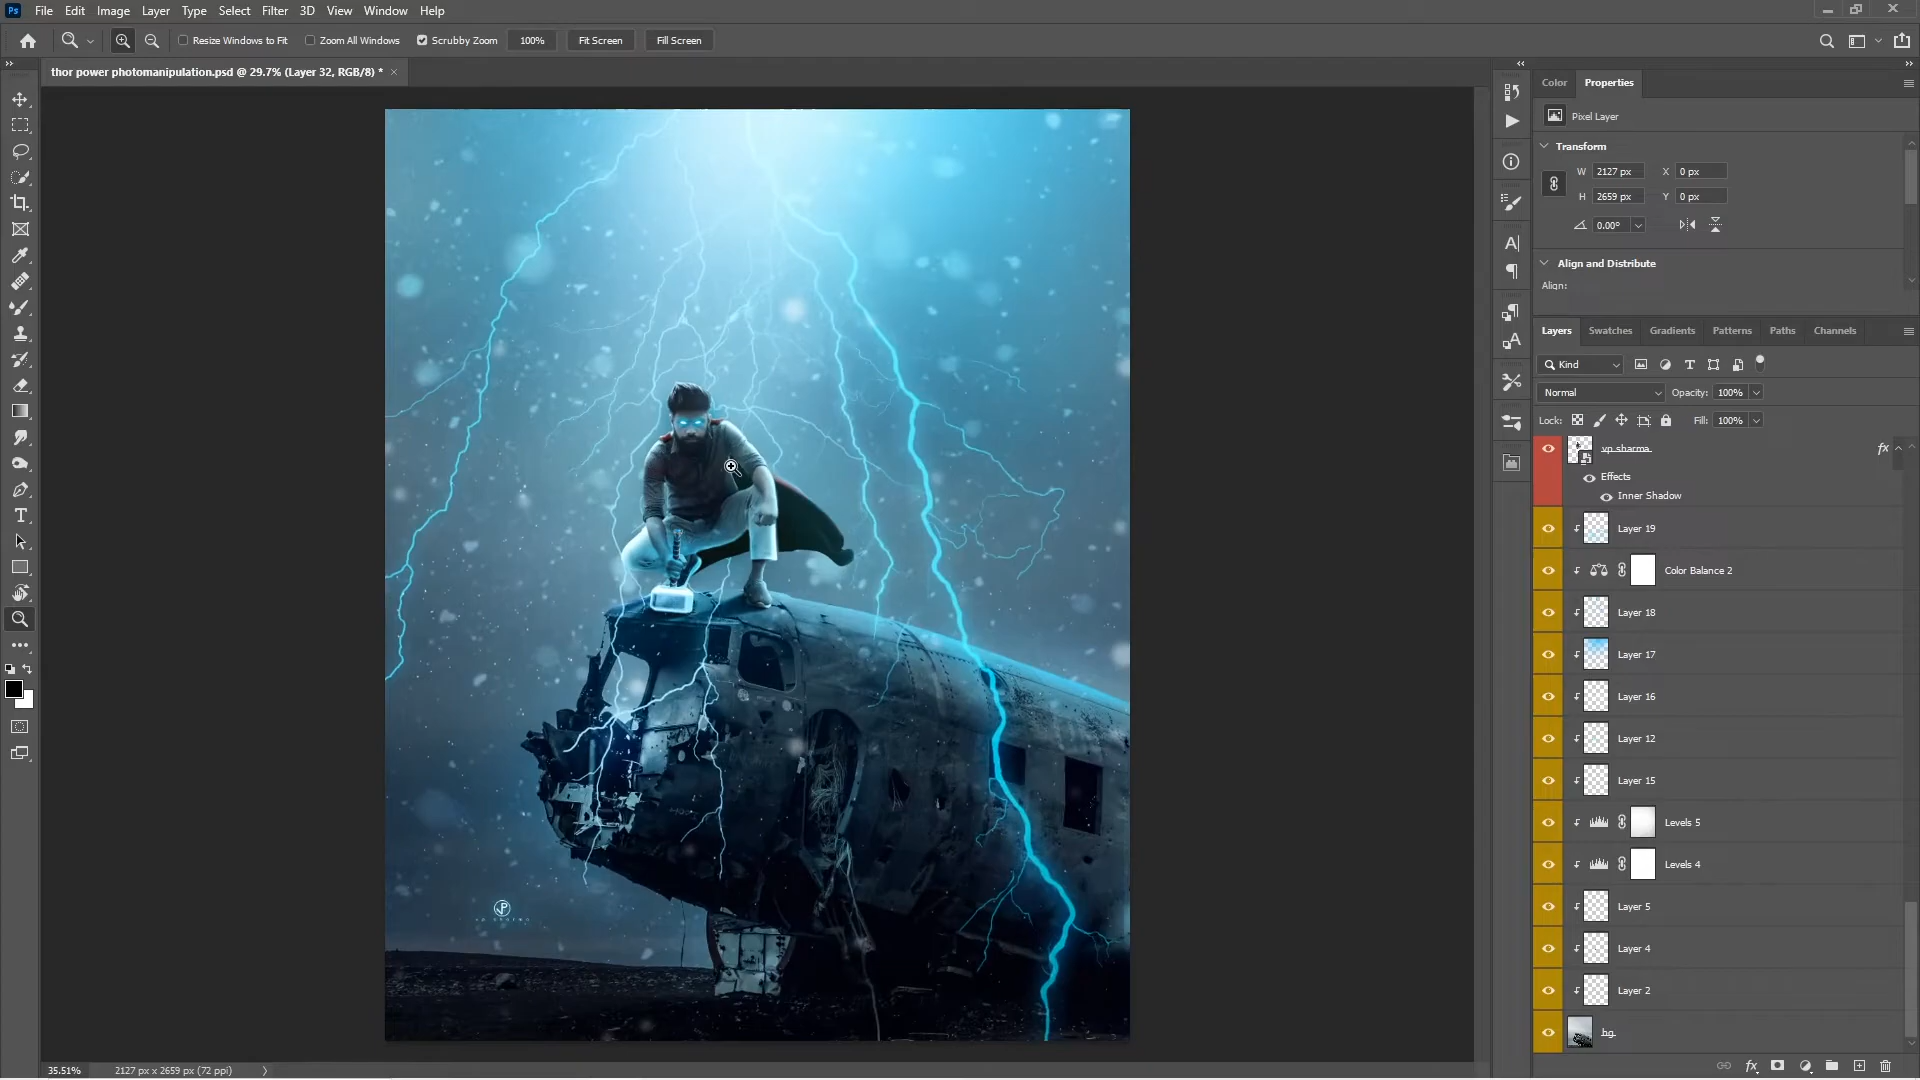 Ps File Edit Image Layer Type Select Filter 3D View Window Help
Resize Windows to Fit Zoom All Windows Scrubby Zoom 100% Fit Screen Fill Screen
thor power photomanipulation.psd @ 29.7% (Layer 32, RGB/8) *
Color Properties
Pixel Layer
Transform
W 2127 px X 0 px
H 2659 px Y 0 px
0.00°
Align and Distribute
Align:
Layers Swatches Gradients Patterns Paths Channels
Kind
Normal Opacity: 100%
Lock: Fill: 100%
vp sharma fx
Effects
Inner Shadow
Layer 19
Color Balance 2
Layer 18
Layer 17
Layer 16
Layer 12
Layer 15
Levels 5
Levels 4
Layer 5
Layer 4
Layer 2
bg
VP
35.51% 2127 px x 2659 px (72 ppi)
fx